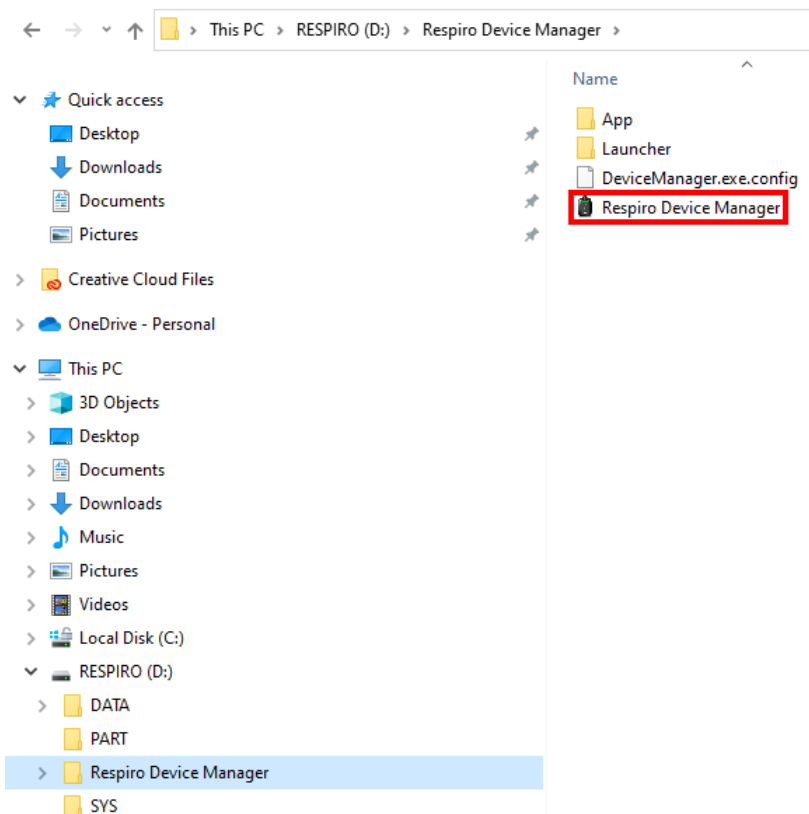 This PC > RESPIRO (D:) > Respiro Device Manager >
Name
Quick access
Desktop
Downloads
Documents
Pictures
Creative Cloud Files
OneDrive - Personal
This PC
3D Objects
Desktop
Documents
Downloads
Music
Pictures
Videos
Local Disk (C:)
RESPIRO (D:)
DATA
PART
Respiro Device Manager
SYS
App
Launcher
DeviceManager.exe.config
Respiro Device Manager